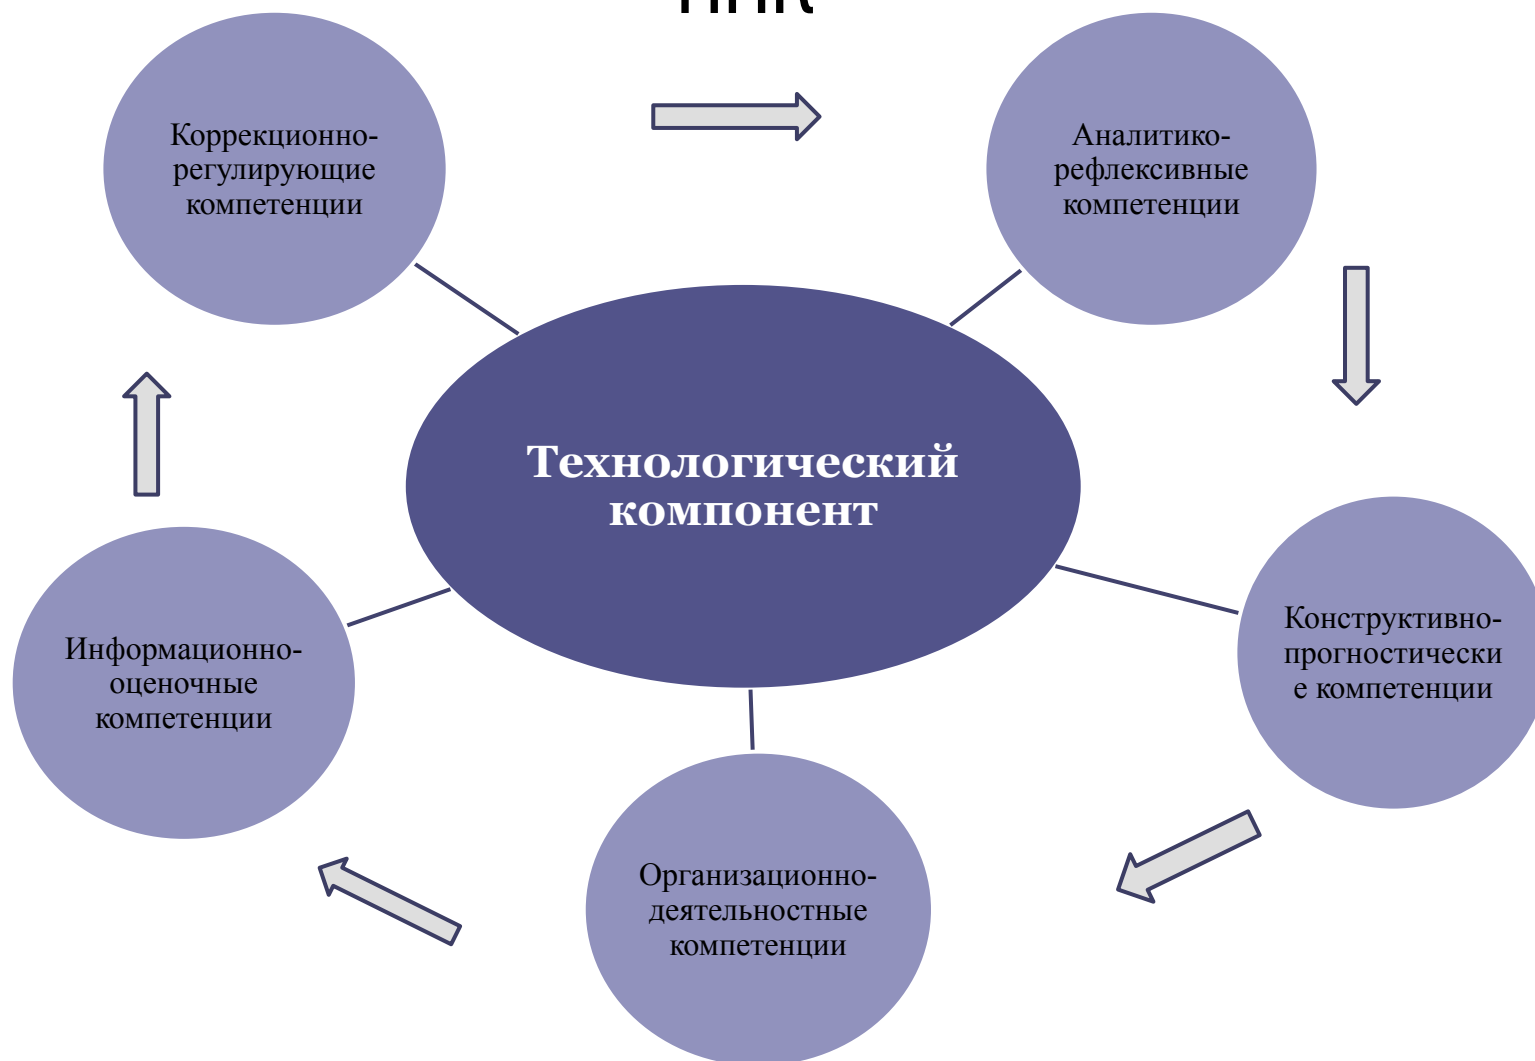 Коррекционно-
регулирующие
компетенции
Аналитико-
рефлексивные
компетенции
Технологический
компонент
Конструктивно-
прогностически
е компетенции
Информационно-
оценочные
компетенции
Организационно-
деятельностные
компетенции